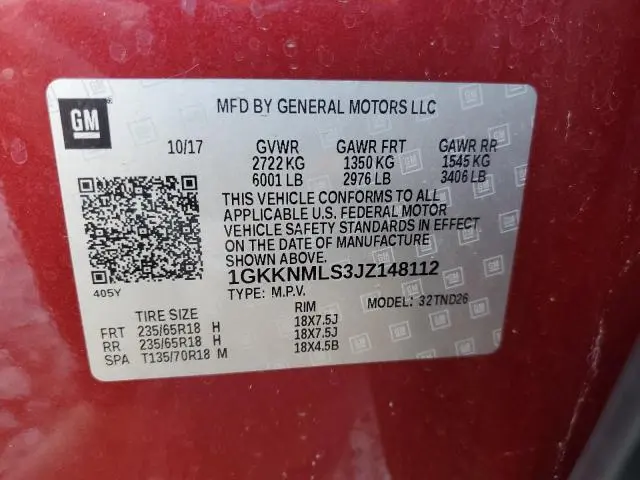 GM
MFD BY GENERAL MOTORS LLC
10/17 GVWR GAWR FRT GAWR RR
2722 KG 1350 KG 1545 KG
6001 LB 2976 LB 3406 LB
THIS VEHICLE CONFORMS TO ALL
APPLICABLE U.S. FEDERAL MOTOR
VEHICLE SAFETY STANDARDS IN EFFECT
ON THE DATE OF MANUFACTURE
SHOWN ABOVE.
405Y
1GKKNMLS3JZ148112
TYPE: M.P.V. MODEL: 32TND26
TIRE SIZE RIM
FRT 235/65R18 H 18X7.5J
RR 235/65R18 H 18X7.5J
SPA T135/70R18 M 18X4.5B